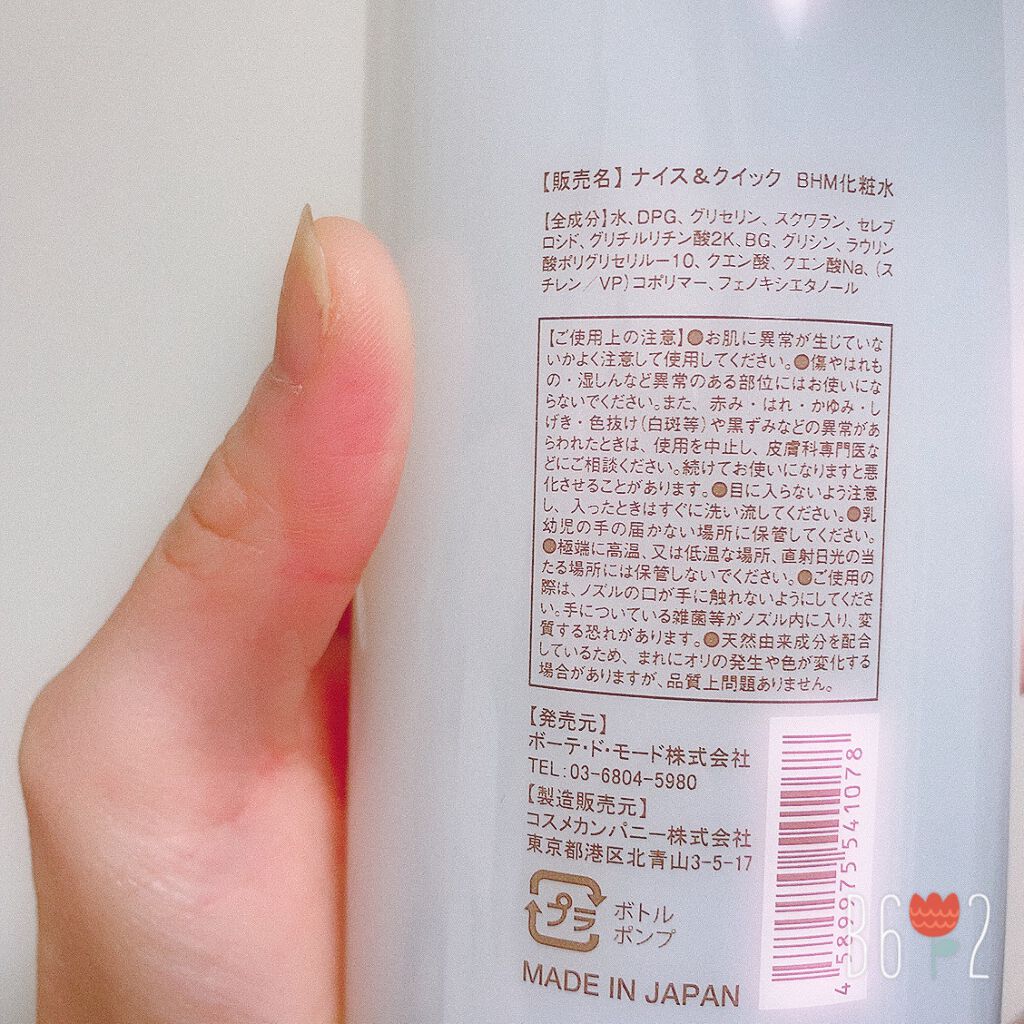 【販売名】ナイス&クイック BHM化粧水
【全成分】水、DPG、グリセリン、スクワラン、セレブ
ロシド、グリチルリチン酸2K、BG、グリシン、ラウリン
酸ポリグリセリル－10、クエン酸、クエン酸Na、(ス
チレン／VP)コポリマー、フェノキシエタノール
【ご使用上の注意】●お肌に異常が生じていな
いかよく注意して使用してください。●傷やはれも
の・湿しんなど異常のある部位にはお使いにな
らないでください。また、赤み・はれ・かゆみ・し
げき・色抜け(白斑等)や黒ずみなどの異常があ
らわれたときは、使用を中止し、皮膚科専門医な
どにご相談ください。続けてお使いになりますと悪
化させることがあります。●目に入らないよう注意
し、入ったときはすぐに洗い流してください。●乳
幼児の手の届かない場所に保管してください。
●極端に高温、又は低温な場所、直射日光の当
たる場所には保管しないでください。●ご使用の
際は、ノズルの口が手に触れないようにしてくださ
い。手についている雑菌等がノズル内に入り、変
質する恐れがあります。●天然由来成分を配合
しているため、まれにオリの発生や色が変化する
場合がありますが、品質上問題ありません。
【発売元】
ボーテ・ド・モード株式会社
TEL:03-6804-5980
【製造販売元】
コスメカンパニー株式会社
東京都港区北青山3-5-17
プラ
ボトル
ポンプ
MADE IN JAPAN
4 589975 541078
B6 2